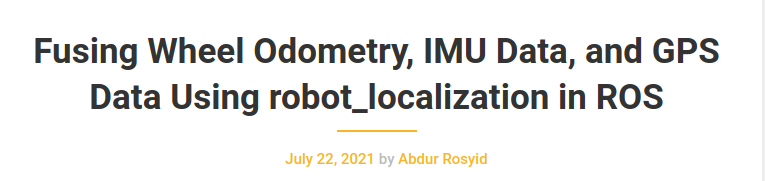 Fusing Wheel Odometry, IMU Data, and GPS
Data Using robot_localization in ROS
July 22, 2021 by Abdur Rosyid